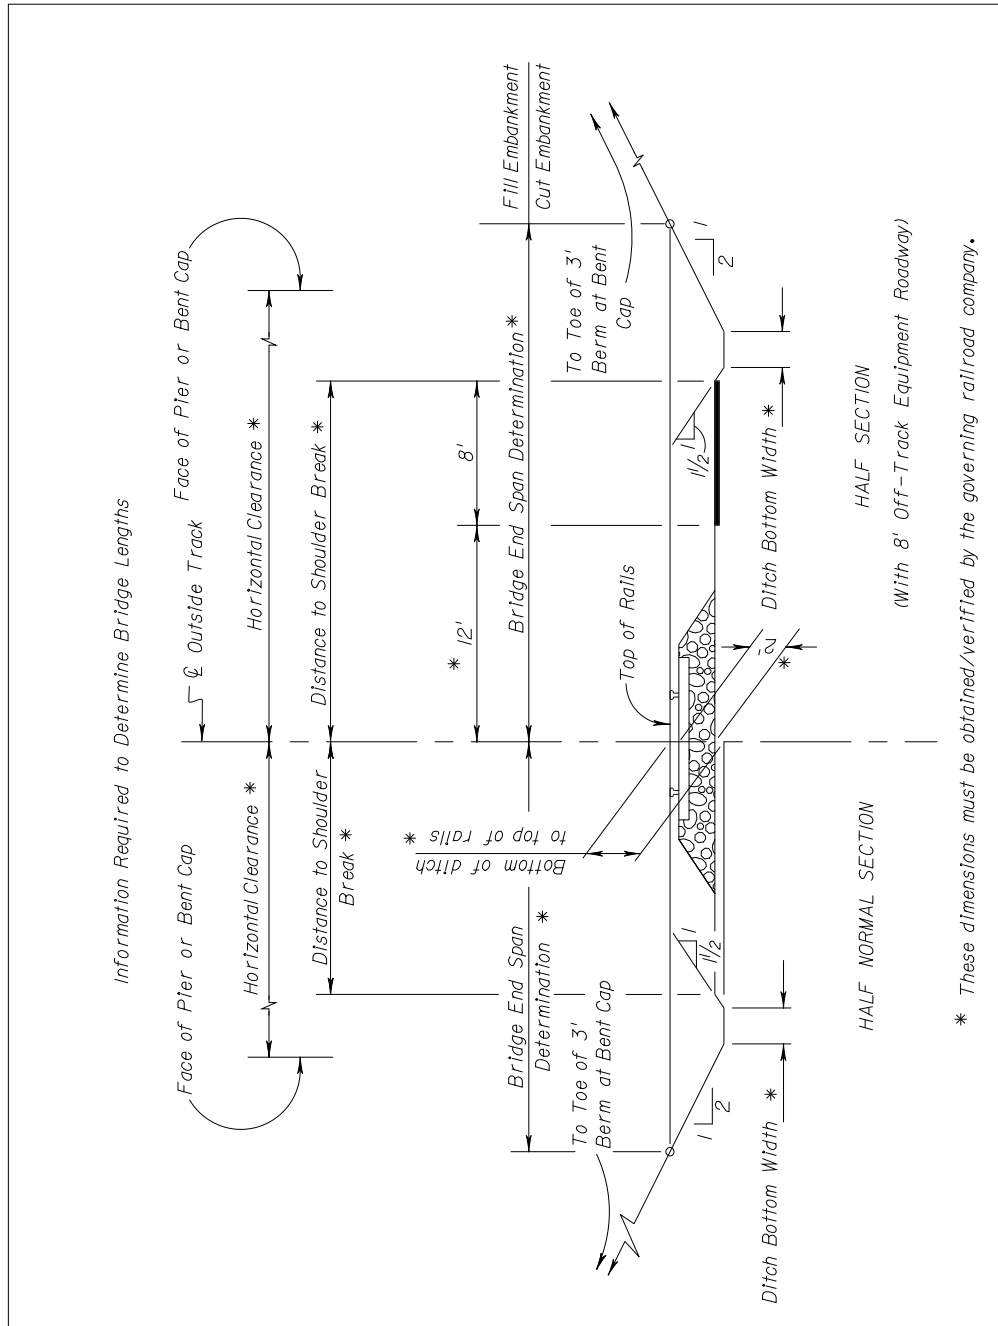 Information Required to Determine Bridge Lengths
Face of Pier or Bent Cap
℄ Outside Track
Face of Pier or Bent Cap
Horizontal Clearance *
Horizontal Clearance *
Distance to Shoulder
Break *
Distance to Shoulder Break *
Bottom of ditch
to top of rails *
* 12'
8'
Bridge End Span
Determination *
Bridge End Span Determination *
Fill Embankment
Cut Embankment
To Toe of 3'
Berm at Bent Cap
To Toe of 3'
Berm at Bent
Cap
Top of Rails
1
2
1
1½
1
1½
1
2
2'
*
Ditch Bottom Width *
Ditch Bottom Width *
HALF NORMAL SECTION
HALF SECTION
(With 8' Off-Track Equipment Roadway)
* These dimensions must be obtained/verified by the governing railroad company.